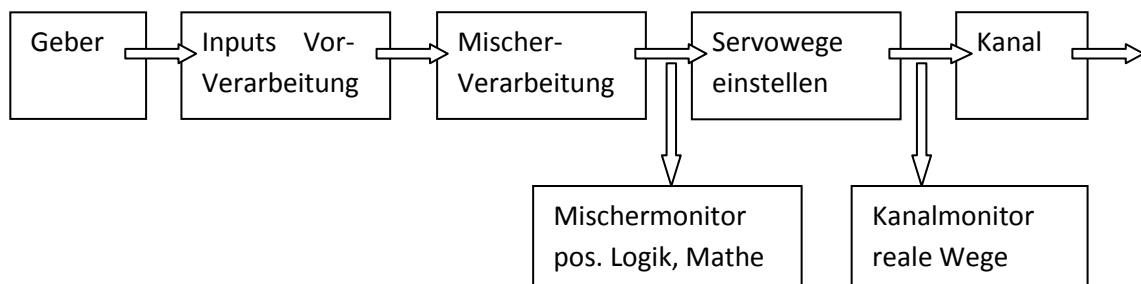 Geber
Inputs Vor-
Verarbeitung
Mischer-
Verarbeitung
Servowege
einstellen
Kanal
Mischermonitor
pos. Logik, Mathe
Kanalmonitor
reale Wege